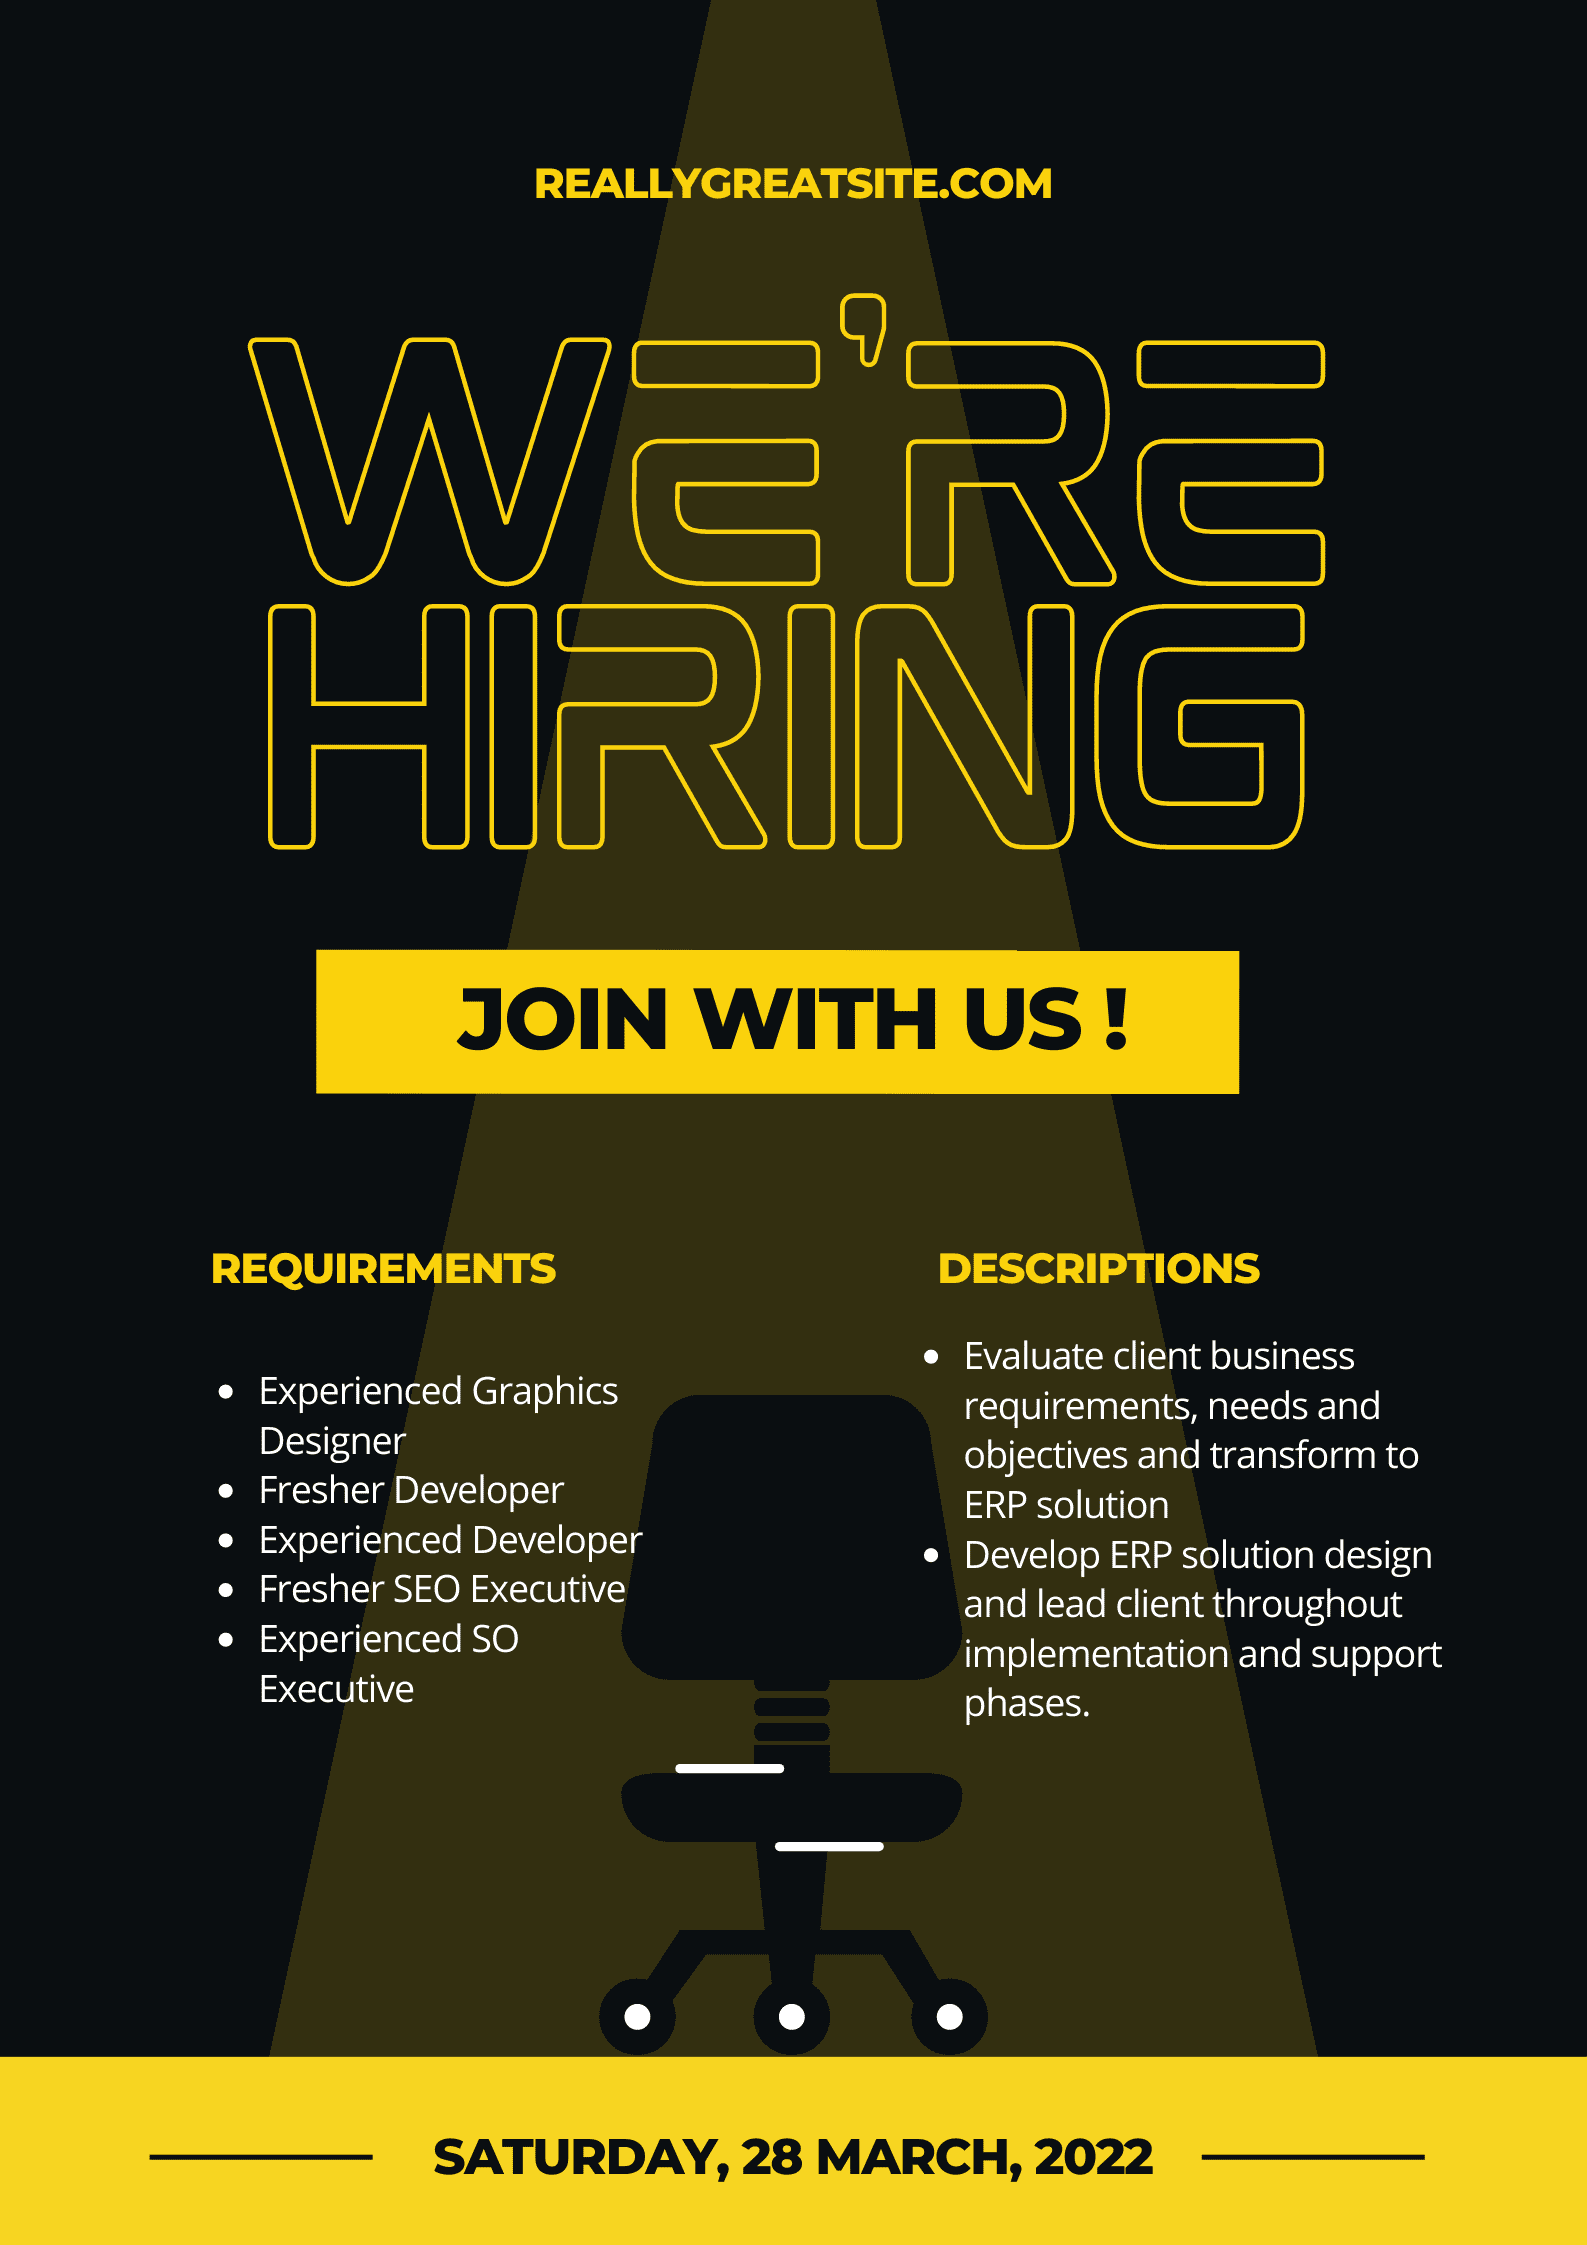 REALLYGREATSITE.COM
WE'RE
HIRING
JOIN WITH US !
REQUIREMENTS
• Experienced Graphics
Designer
• Fresher Developer
• Experienced Developer
• Fresher SEO Executive
• Experienced SO
Executive
DESCRIPTIONS
• Evaluate client business
requirements, needs and
objectives and transform to
ERP solution
• Develop ERP solution design
and lead client throughout
implementation and support
phases.
SATURDAY, 28 MARCH, 2022